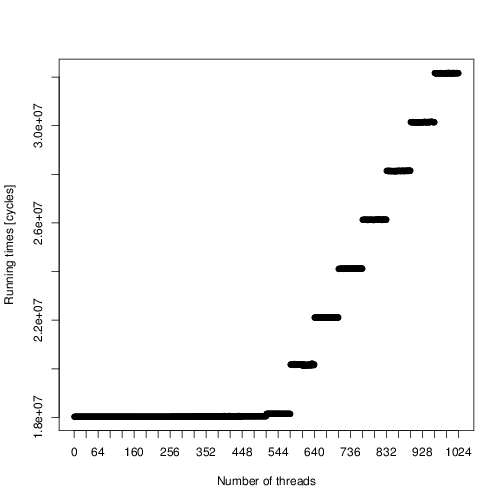 Running times [cycles]
3.0e+07
2.6e+07
2.2e+07
1.8e+07
0 64 160 256 352 448 544 640 736 832 928 1024
Number of threads